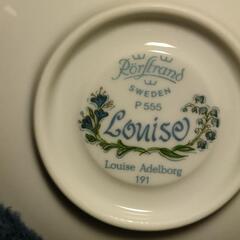 Rörstrand
SWEDEN
P 555
Louise
Louise Adelborg
191